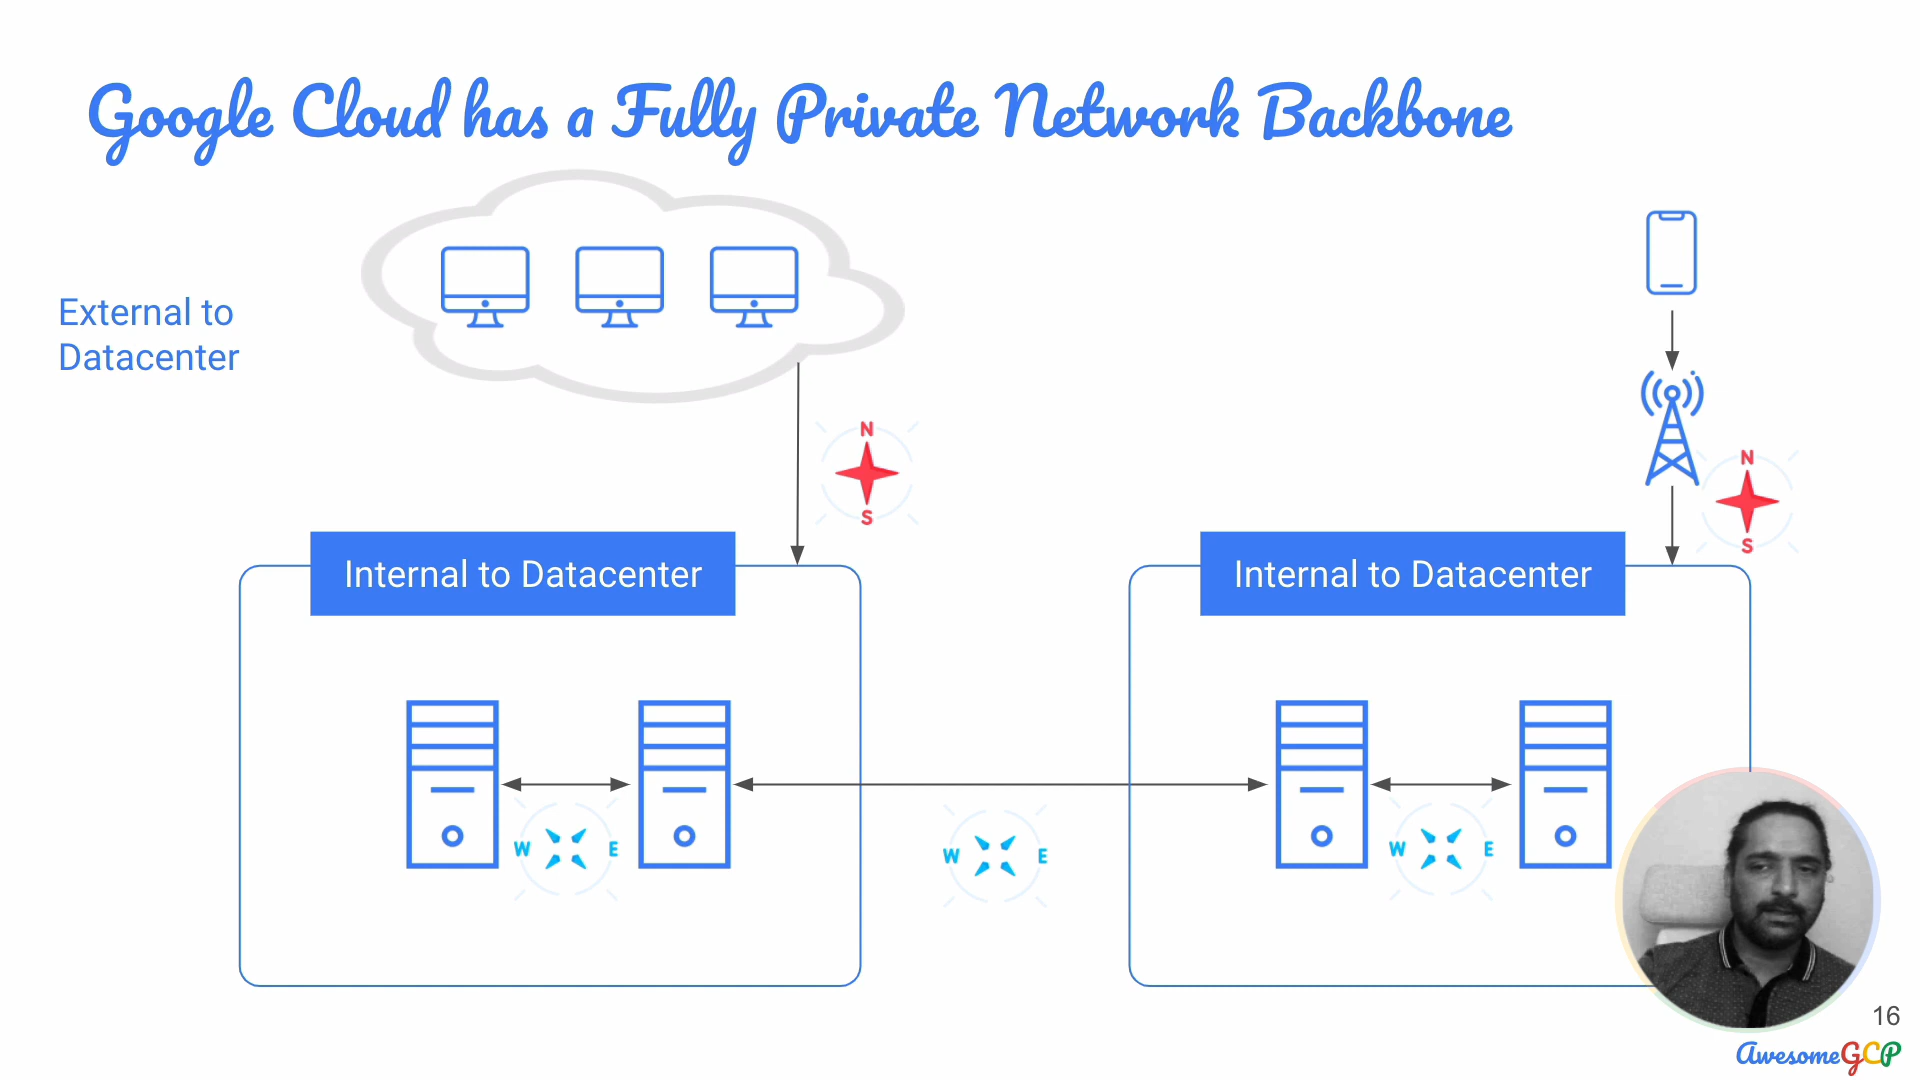 Google Cloud has a Fully Private Network Backbone
External to
Datacenter
N
S
N
S
Internal to Datacenter
Internal to Datacenter
W E
W E
W E
16
AwesomeGCP